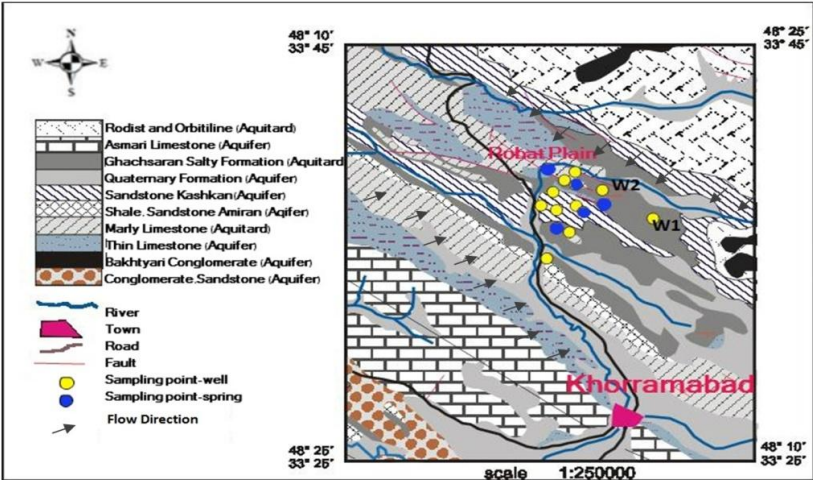 N
W E
S
48° 10′
33° 45′
48° 25′
33° 45′
Rodist and Orbitiline (Aquitard)
Asmari Limestone (Aquifer)
Ghachsaran Salty Formation (Aquitard
Quaternary Formation (Aquifer)
Sandstone Kashkan (Aquifer)
Shale. Sandstone Amiran (Aqifer)
Marly Limestone (Aquitard)
Thin Limestone (Aquifer)
Bakhtyari Conglomerate (Aquifer)
Conglomerate.Sandstone (Aquifer)
River
Town
Road
Fault
Sampling point-well
Sampling point-spring
Flow Direction
Robat Plain
W2
W1
Khorramabad
48° 25′
33° 25′
48° 10′
33° 25′
scale 1:250000